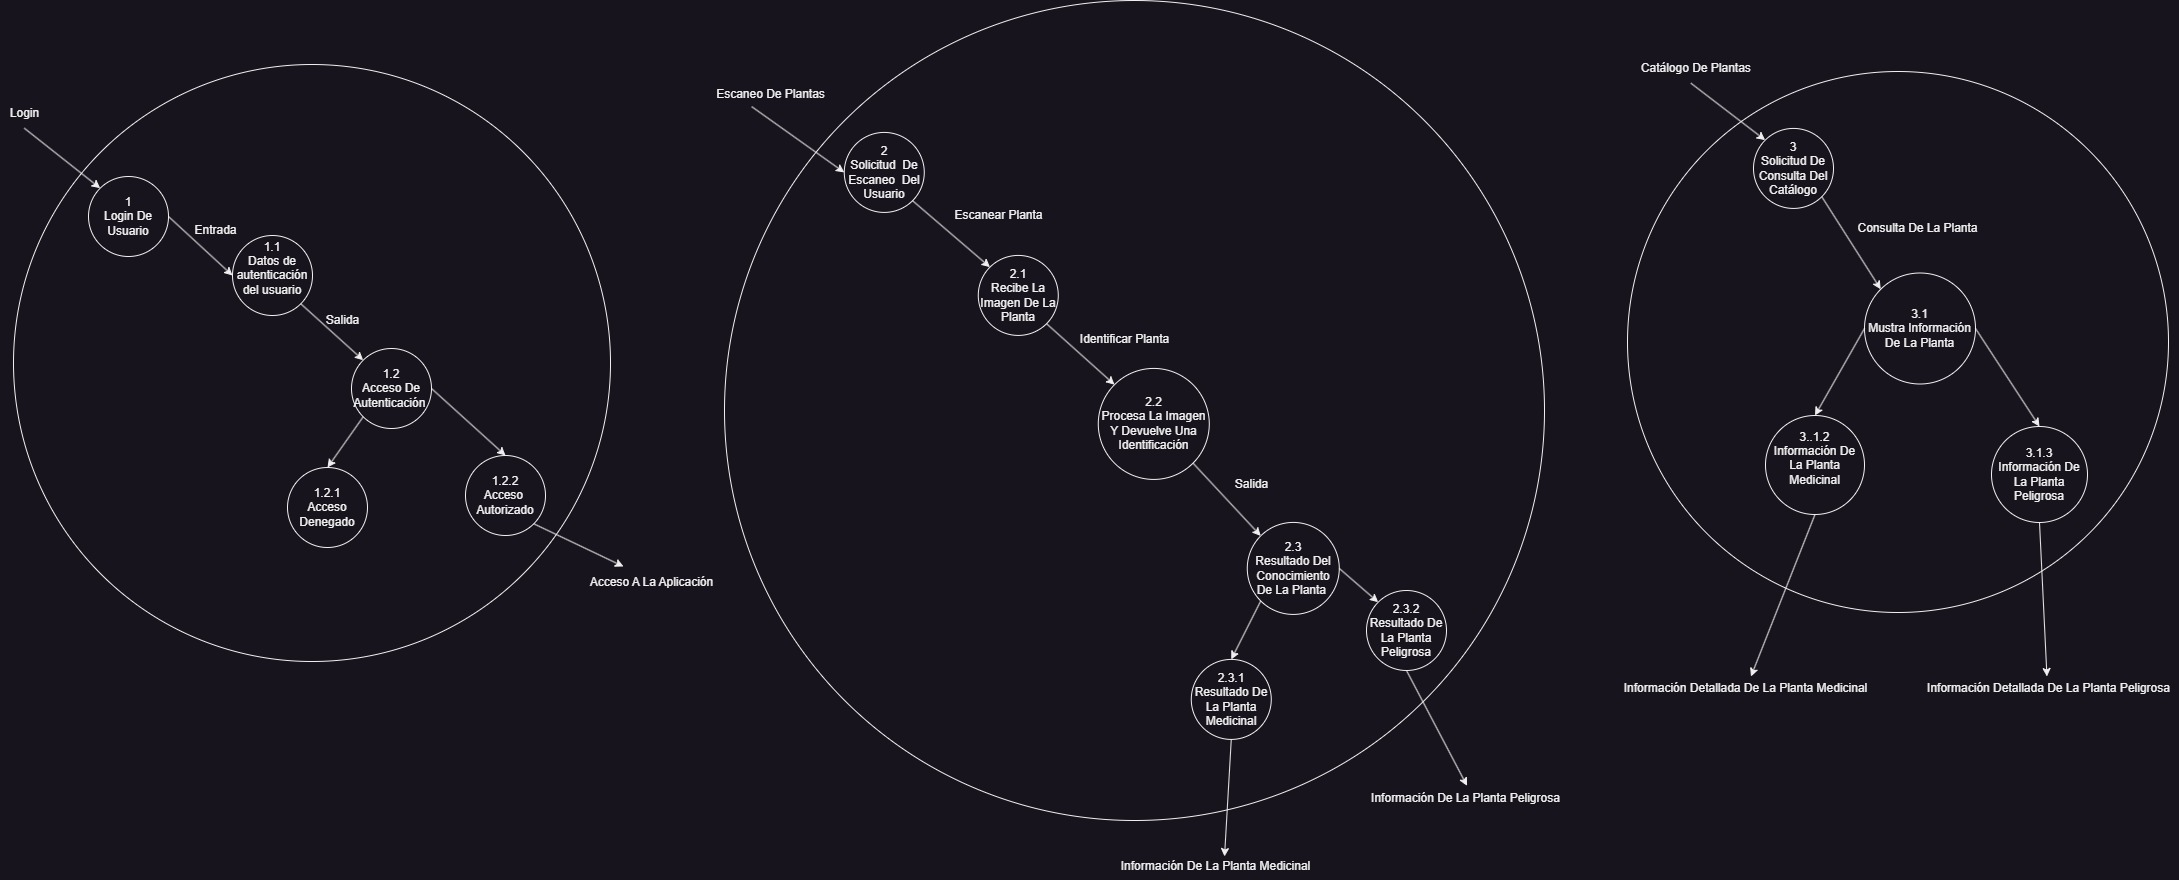 Login
1
Login De
Usuario
Entrada
1.1
Datos de
autenticación
del usuario
Salida
1.2
Acceso De
Autenticación
1.2.1
Acceso
Denegado
1.2.2
Acceso
Autorizado
Acceso A La Aplicación
Escaneo De Plantas
2
Solicitud De
Escaneo Del
Usuario
Escanear Planta
2.1
Recibe La
Imagen De La
Planta
Identificar Planta
2.2
Procesa La Imagen
Y Devuelve Una
Identificación
Salida
2.3
Resultado Del
Conocimiento
De La Planta
2.3.2
Resultado De
La Planta
Peligrosa
2.3.1
Resultado De
La Planta
Medicinal
Información De La Planta Peligrosa
Información De La Planta Medicinal
Catálogo De Plantas
3
Solicitud De
Consulta Del
Catálogo
Consulta De La Planta
3.1
Mustra Información
De La Planta
3..1.2
Información De
La Planta
Medicinal
3.1.3
Información De
La Planta
Peligrosa
Información Detallada De La Planta Medicinal
Información Detallada De La Planta Peligrosa